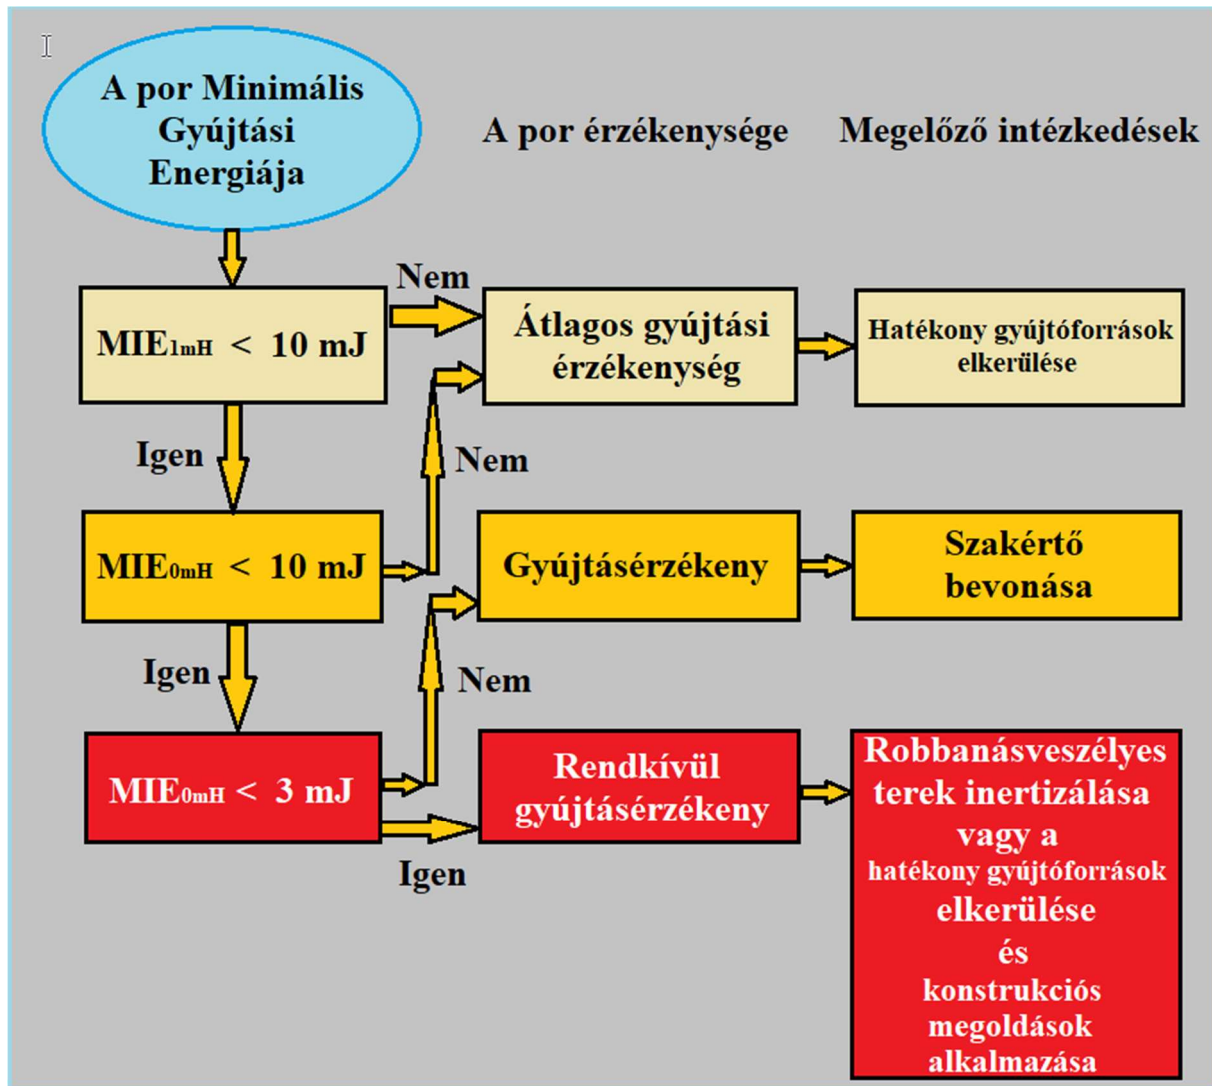 A por Minimális
Gyújtási
Energiája
A por érzékenysége
Megelőző intézkedések
Nem
MIE1mH < 10 mJ
Átlagos gyújtási
érzékenység
Hatékony gyújtóforrások
elkerülése
Igen
Nem
MIE0mH < 10 mJ
Gyújtásérzékeny
Szakértő
bevonása
Igen
Nem
MIE0mH < 3 mJ
Rendkívül
gyújtásérzékeny
Igen
Robbanásveszélyes
terek inertizálása
vagy a
hatékony gyújtóforrások
elkerülése
és
konstrukciós
megoldások
alkalmazása